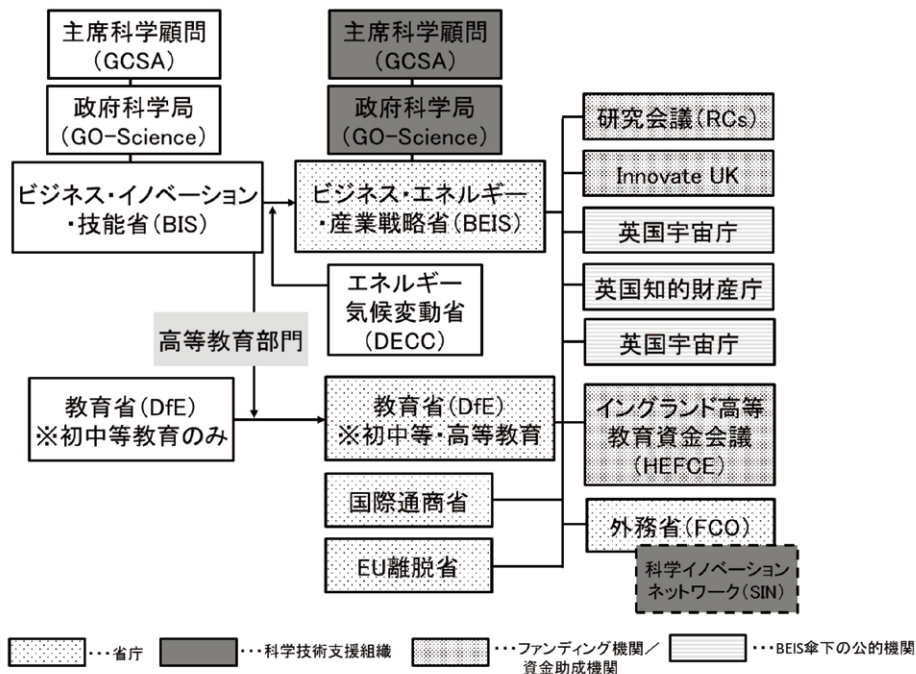 主席科学顧問
(GCSA)
政府科学局
(GO-Science)
ビジネス・イノベーション
・技能省(BIS)
主席科学顧問
(GCSA)
政府科学局
(GO-Science)
ビジネス・エネルギー
・産業戦略省(BEIS)
エネルギー
気候変動省
(DECC)
高等教育部門
教育省(DfE)
※初中等教育のみ
教育省(DfE)
※初中等・高等教育
国際通商省
EU離脱省
研究会議(RCs)
Innovate UK
英国宇宙庁
英国知的財産庁
英国宇宙庁
イングランド高等
教育資金会議
(HEFCE)
外務省(FCO)
科学イノベーション
ネットワーク(SIN)
・・・省庁
・・・科学技術支援組織
・・・ファンディング機関/
資金助成機関
・・・BEIS傘下の公的機関